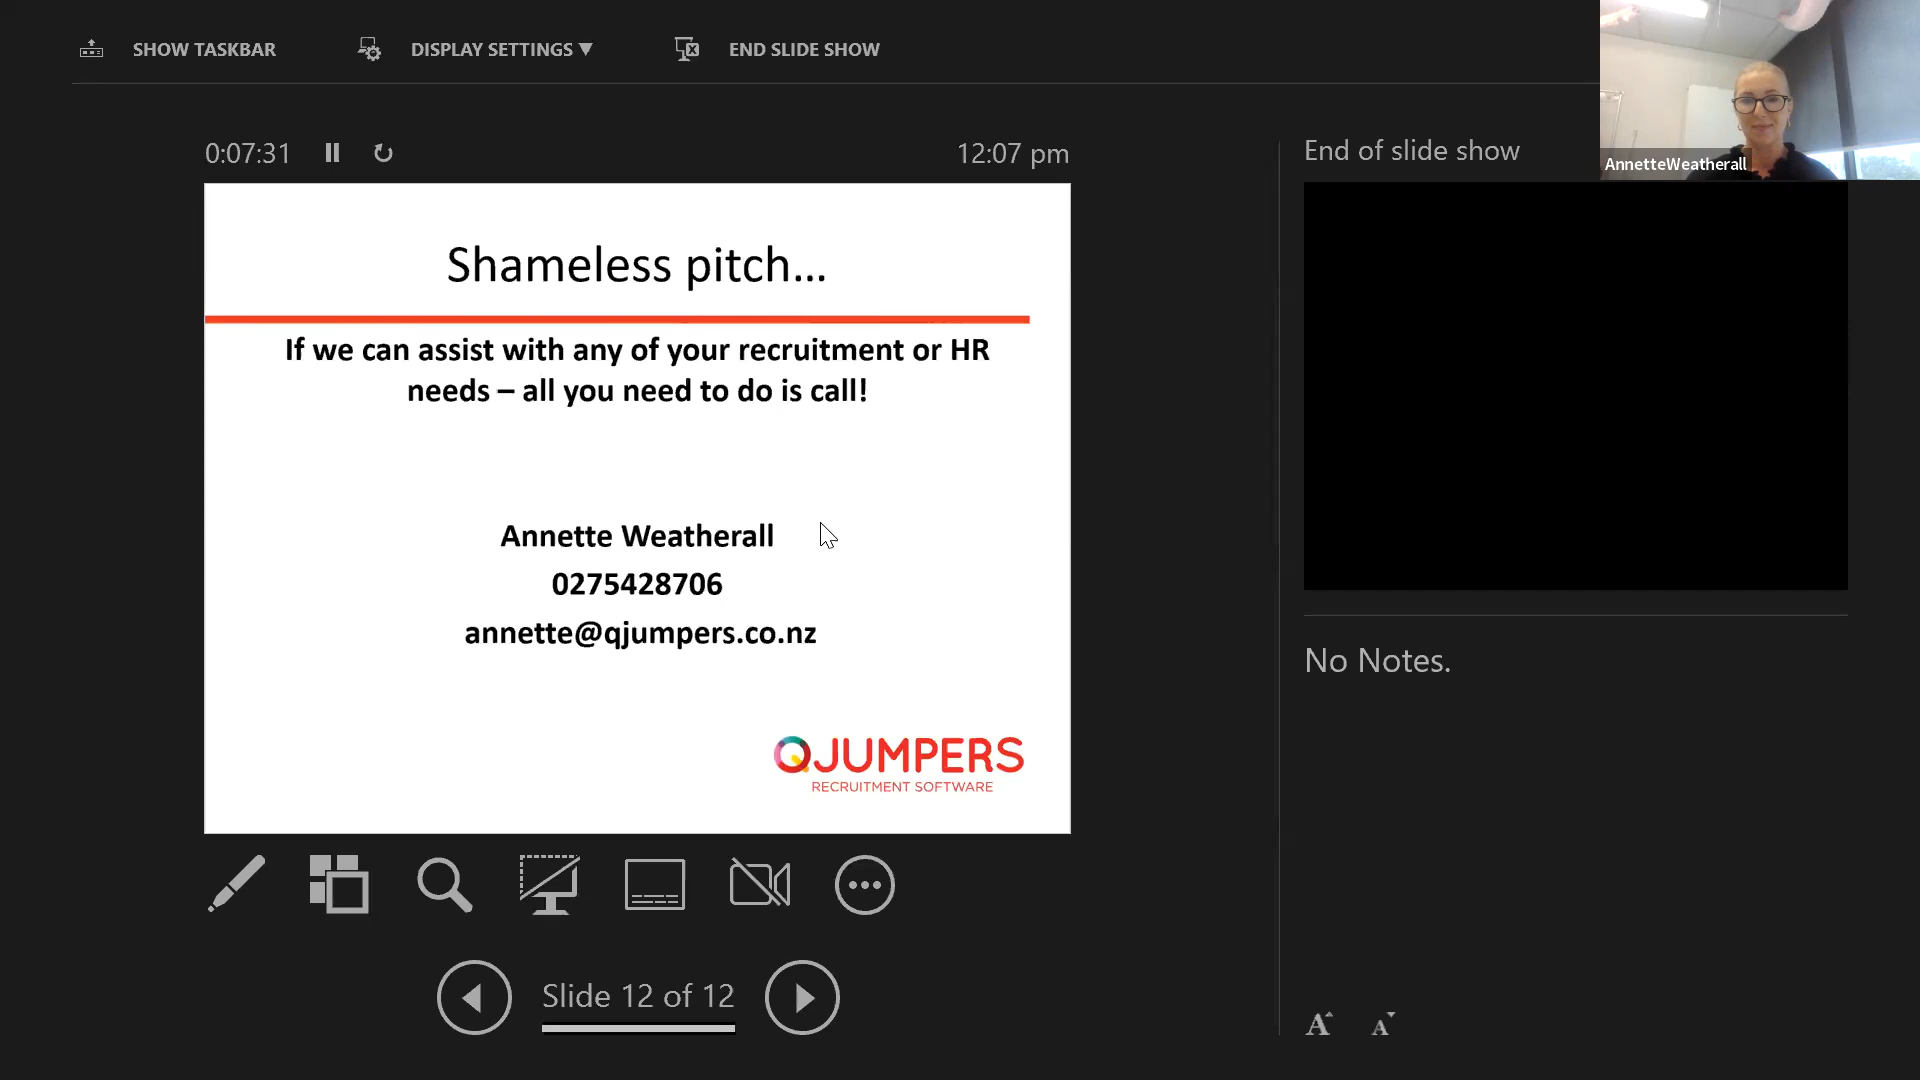 SHOW TASKBAR
DISPLAY SETTINGS ▼
END SLIDE SHOW
AnnetteWeatherall
0:07:31
12:07 pm
End of slide show
Shameless pitch...
If we can assist with any of your recruitment or HR
needs – all you need to do is call!
Annette Weatherall
0275428706
annette@qjumpers.co.nz
QJUMPERS
RECRUITMENT SOFTWARE
No Notes.
Slide 12 of 12
A A